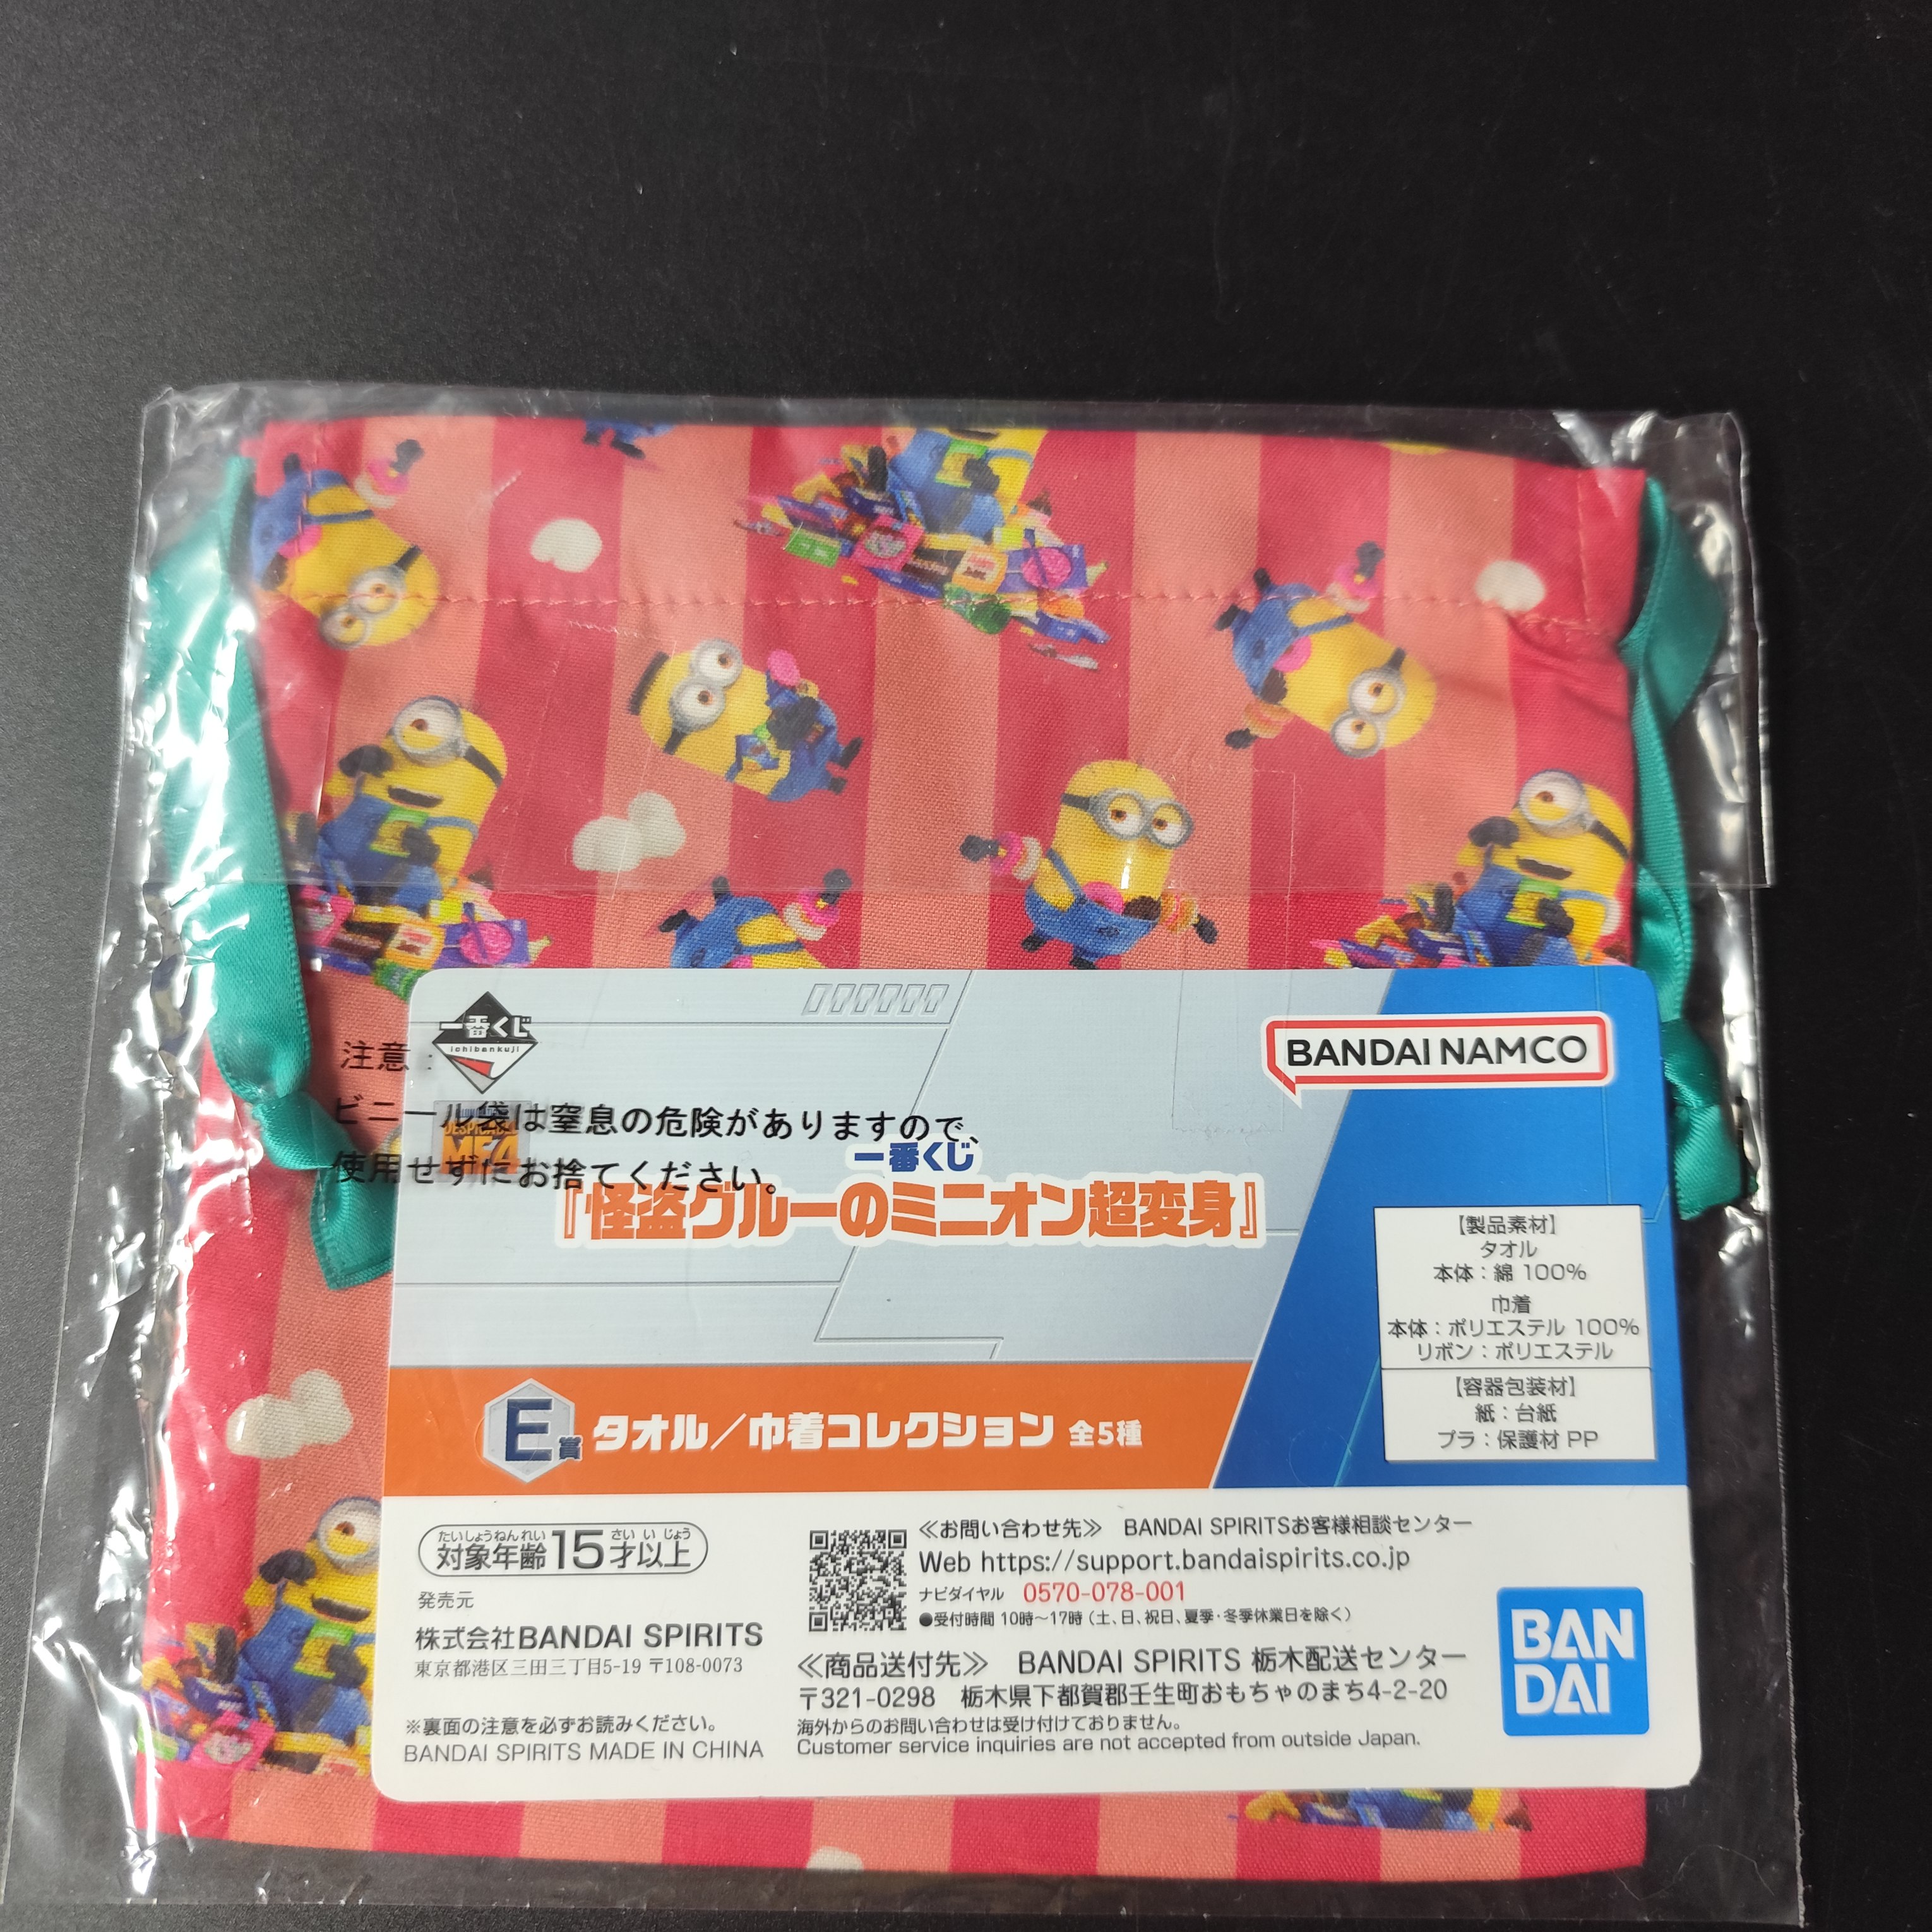 一番くじ
ichibankuji
BANDAI NAMCO
注意：
ビニール袋は窒息の危険がありますので、
使用せずにお捨てください。
DESPICABLE
ME4
一番くじ
『怪盗グルーのミニオン超変身』
【製品素材】
タオル
本体：綿 100%
巾着
本体：ポリエステル 100%
リボン：ポリエステル
【容器包装材】
紙：台紙
プラ：保護材 PP
E賞 タオル／巾着コレクション 全5種
たいしょうねんれい さい い じょう
対象年齢15才以上
発売元
株式会社BANDAI SPIRITS
東京都港区三田三丁目5-19 〒108-0073
※裏面の注意を必ずお読みください。
BANDAI SPIRITS MADE IN CHINA
≪お問い合わせ先≫ BANDAI SPIRITSお客様相談センター
Web https://support.bandaispirits.co.jp
ナビダイヤル 0570-078-001
●受付時間 10時～17時（土、日、祝日、夏季・冬季休業日を除く）
≪商品送付先≫ BANDAI SPIRITS 栃木配送センター
〒321-0298 栃木県下都賀郡壬生町おもちゃのまち4-2-20
海外からのお問い合わせは受け付けておりません。
Customer service inquiries are not accepted from outside Japan.
BAN
DAI